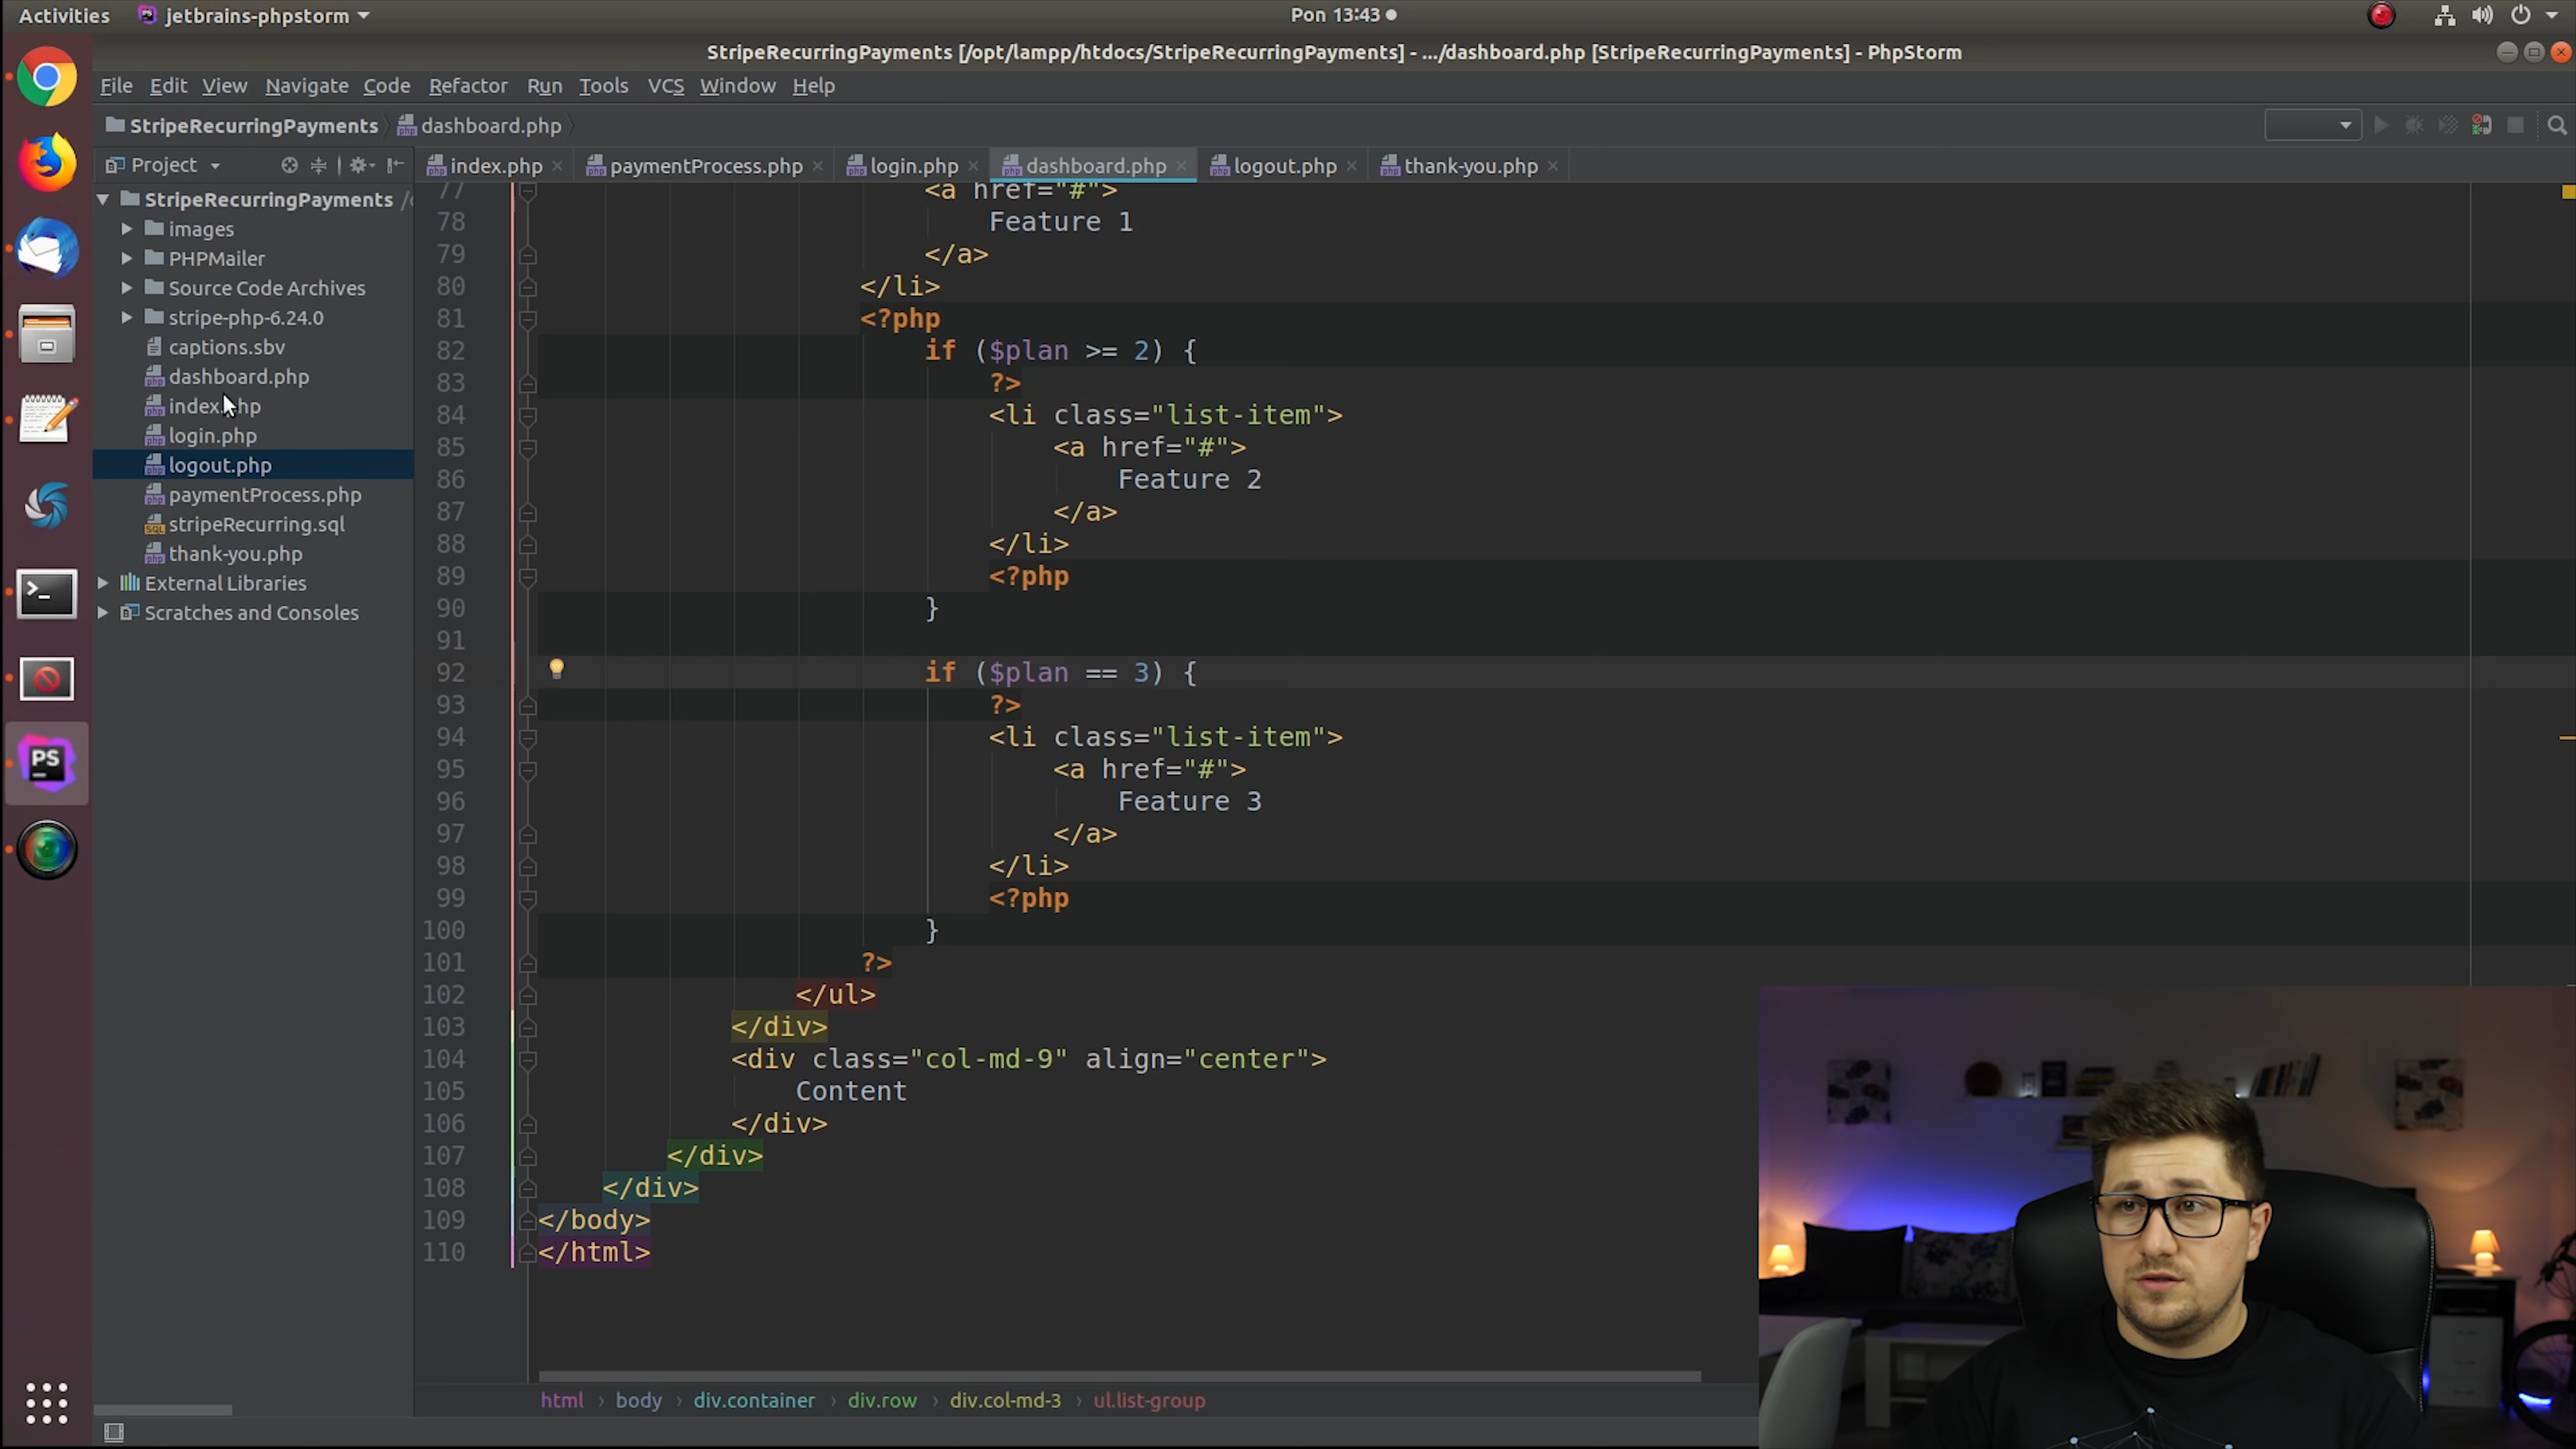 Activities
jetbrains-phpstorm
Pon 13:43
StripeRecurringPayments [/opt/lampp/htdocs/StripeRecurringPayments] - .../dashboard.php [StripeRecurringPayments] - PhpStorm
File Edit View Navigate Code Refactor Run Tools VCS Window Help
StripeRecurringPayments dashboard.php
Project
index.php paymentProcess.php login.php dashboard.php logout.php thank-you.php
StripeRecurringPayments
images
PHPMailer
Source Code Archives
stripe-php-6.24.0
captions.sbv
dashboard.php
index.php
login.php
logout.php
paymentProcess.php
stripeRecurring.sql
thank-you.php
External Libraries
Scratches and Consoles
77 <a href="#">
78 Feature 1
79 </a>
80 </li>
81 <?php
82 if ($plan >= 2) {
83 ?>
84 <li class="list-item">
85 <a href="#">
86 Feature 2
87 </a>
88 </li>
89 <?php
90 }
91
92 if ($plan == 3) {
93 ?>
94 <li class="list-item">
95 <a href="#">
96 Feature 3
97 </a>
98 </li>
99 <?php
100 }
101 ?>
102 </ul>
103 </div>
104 <div class="col-md-9" align="center">
105 Content
106 </div>
107 </div>
108 </div>
109 </body>
110 </html>
html › body › div.container › div.row › div.col-md-3 › ul.list-group
PS